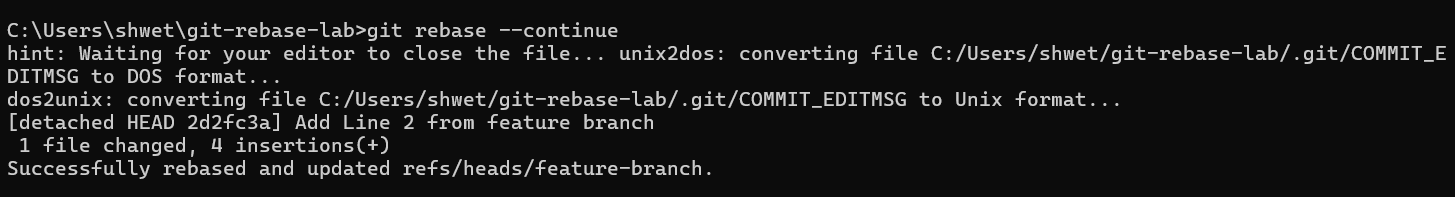 C:\Users\shwet\git-rebase-lab>git rebase --continue
hint: Waiting for your editor to close the file... unix2dos: converting file C:/Users/shwet/git-rebase-lab/.git/COMMIT_E
DITMSG to DOS format...
dos2unix: converting file C:/Users/shwet/git-rebase-lab/.git/COMMIT_EDITMSG to Unix format...
[detached HEAD 2d2fc3a] Add Line 2 from feature branch
 1 file changed, 4 insertions(+)
Successfully rebased and updated refs/heads/feature-branch.